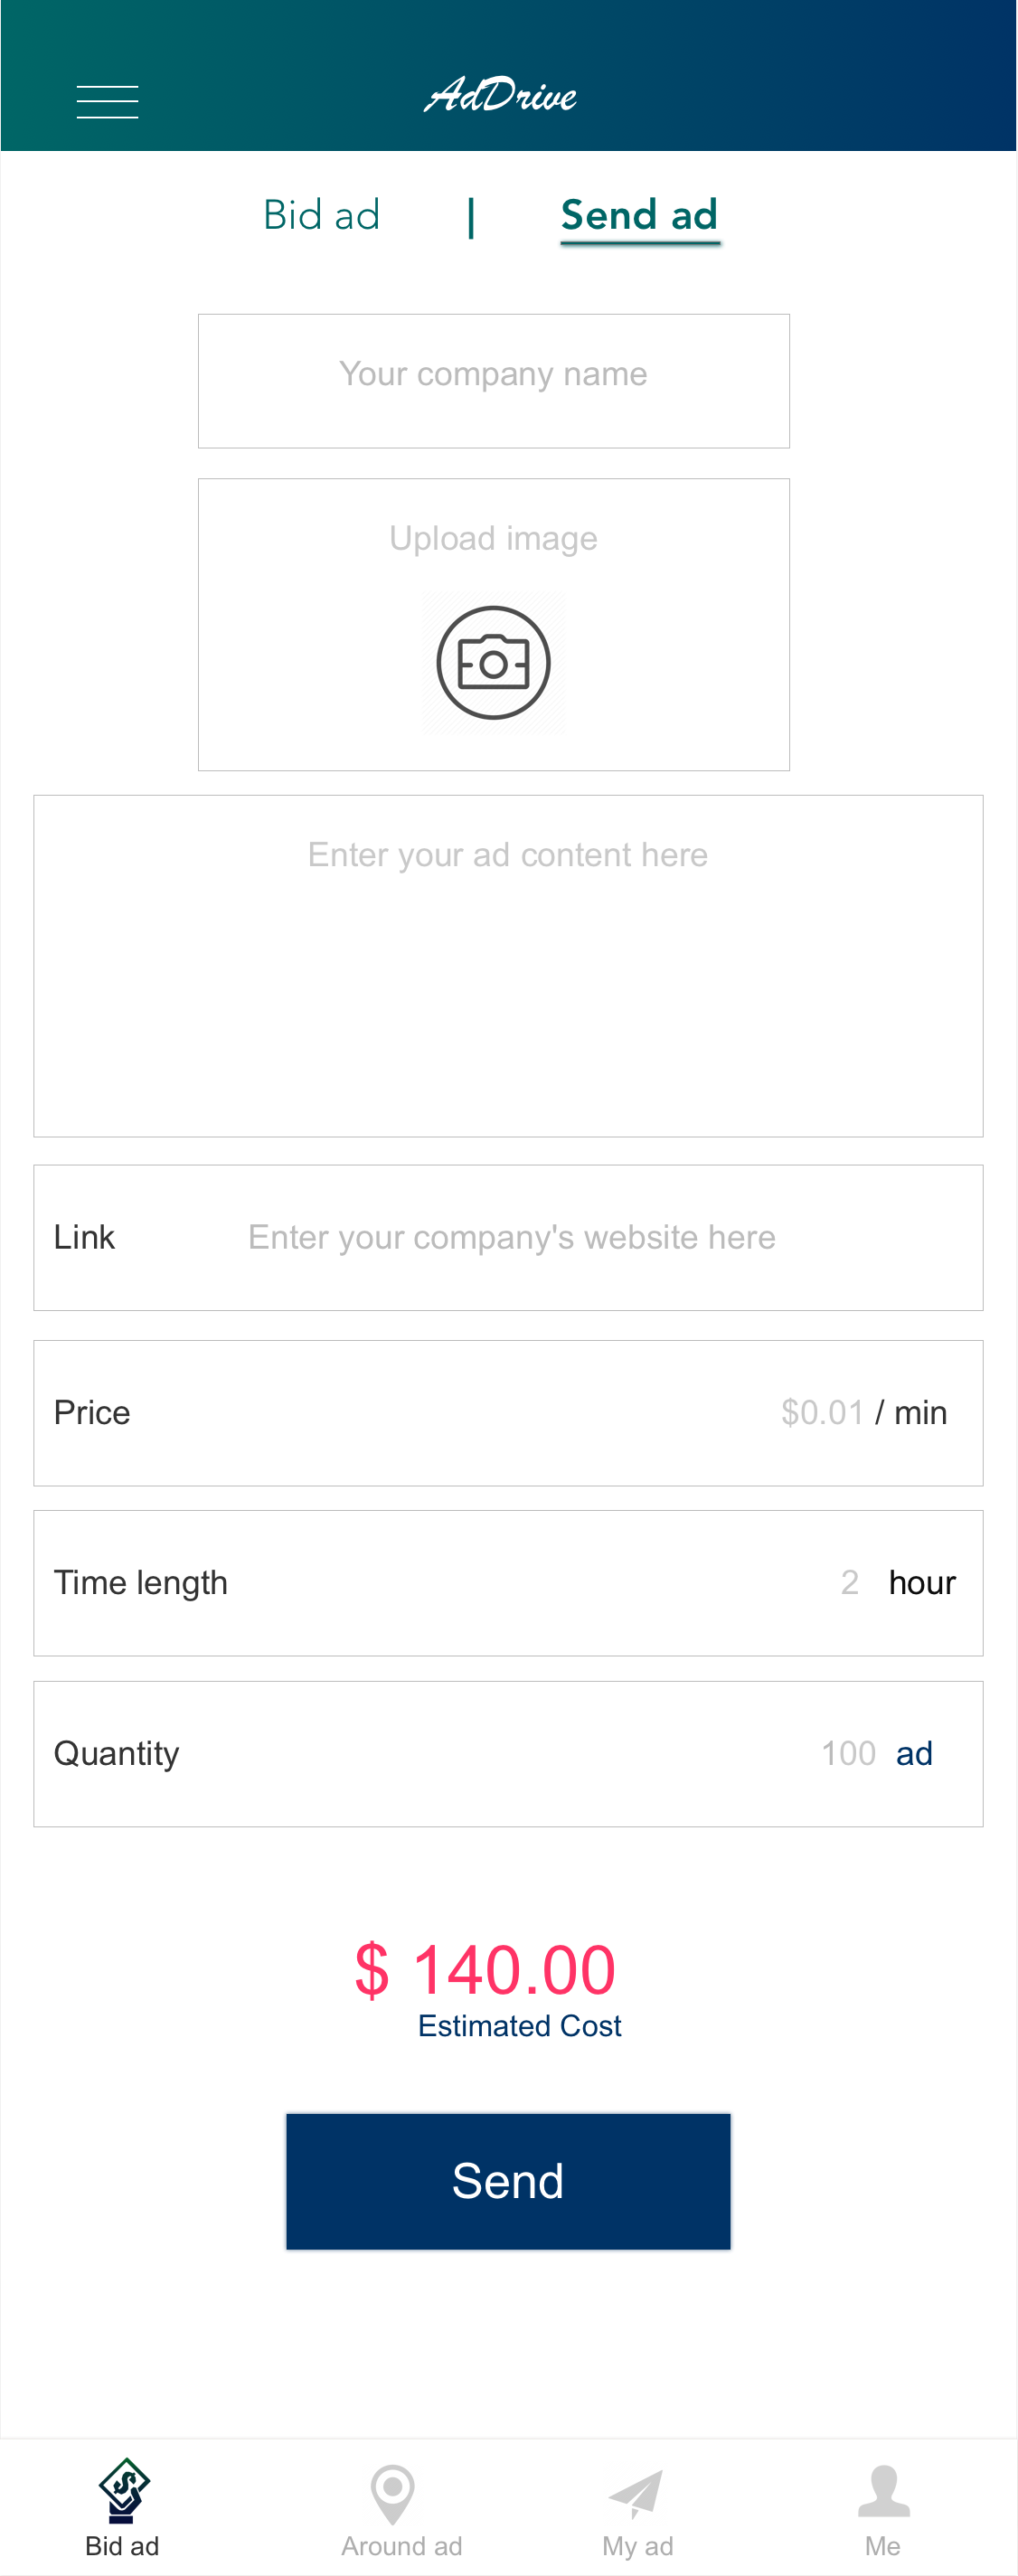 AdDrive
Bid ad | Send ad
Your company name
Upload image
Enter your ad content here
Link Enter your company's website here
Price $0.01 / min
Time length 2 hour
Quantity 100 ad
$ 140.00
Estimated Cost
Send
Bid ad Around ad My ad Me